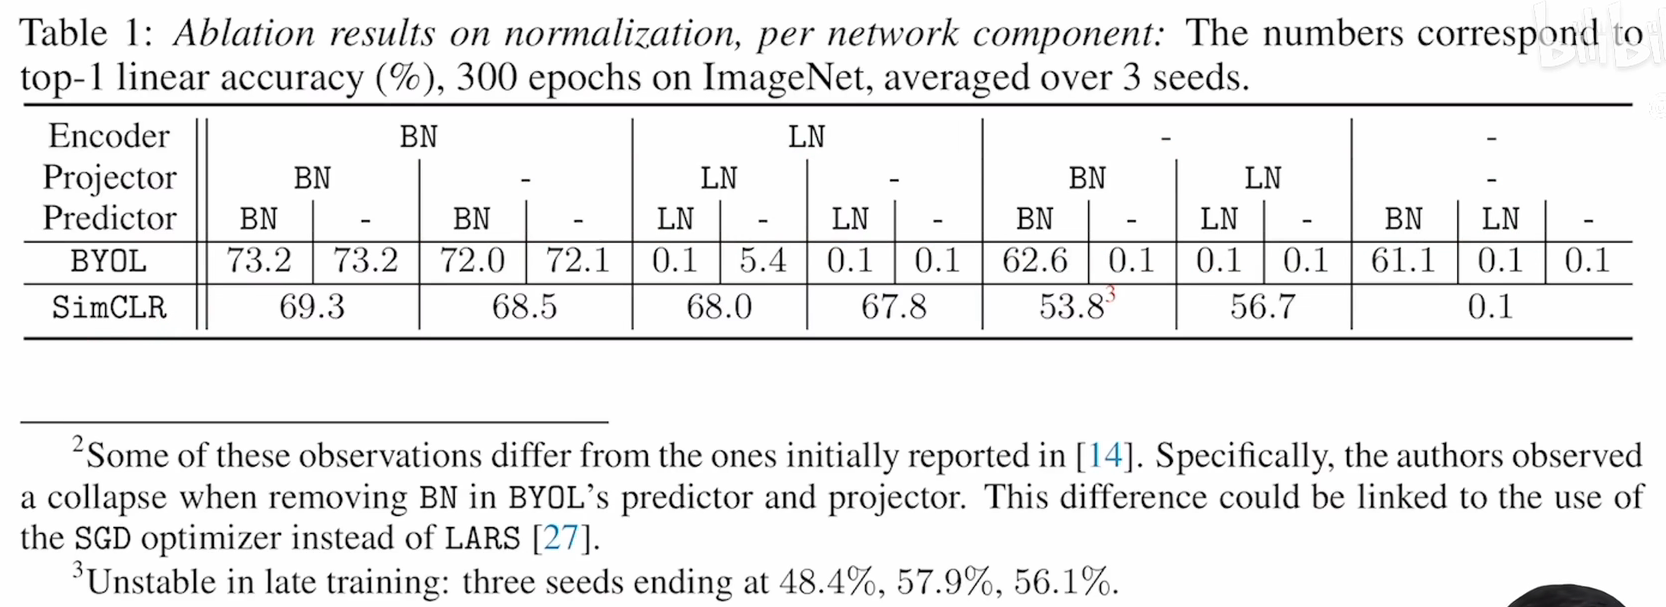 Table 1: Ablation results on normalization, per network component: The numbers correspond to
top-1 linear accuracy (%), 300 epochs on ImageNet, averaged over 3 seeds.
Encoder BN LN - -
Projector BN - LN - BN LN -
Predictor BN - BN - LN - LN - BN - LN - BN LN -
BYOL 73.2 73.2 72.0 72.1 0.1 5.4 0.1 0.1 62.6 0.1 0.1 0.1 61.1 0.1 0.1
SimCLR 69.3 68.5 68.0 67.8 53.8³ 56.7 0.1
²Some of these observations differ from the ones initially reported in [14]. Specifically, the authors observed
a collapse when removing BN in BYOL's predictor and projector. This difference could be linked to the use of
the SGD optimizer instead of LARS [27].
³Unstable in late training: three seeds ending at 48.4%, 57.9%, 56.1%.